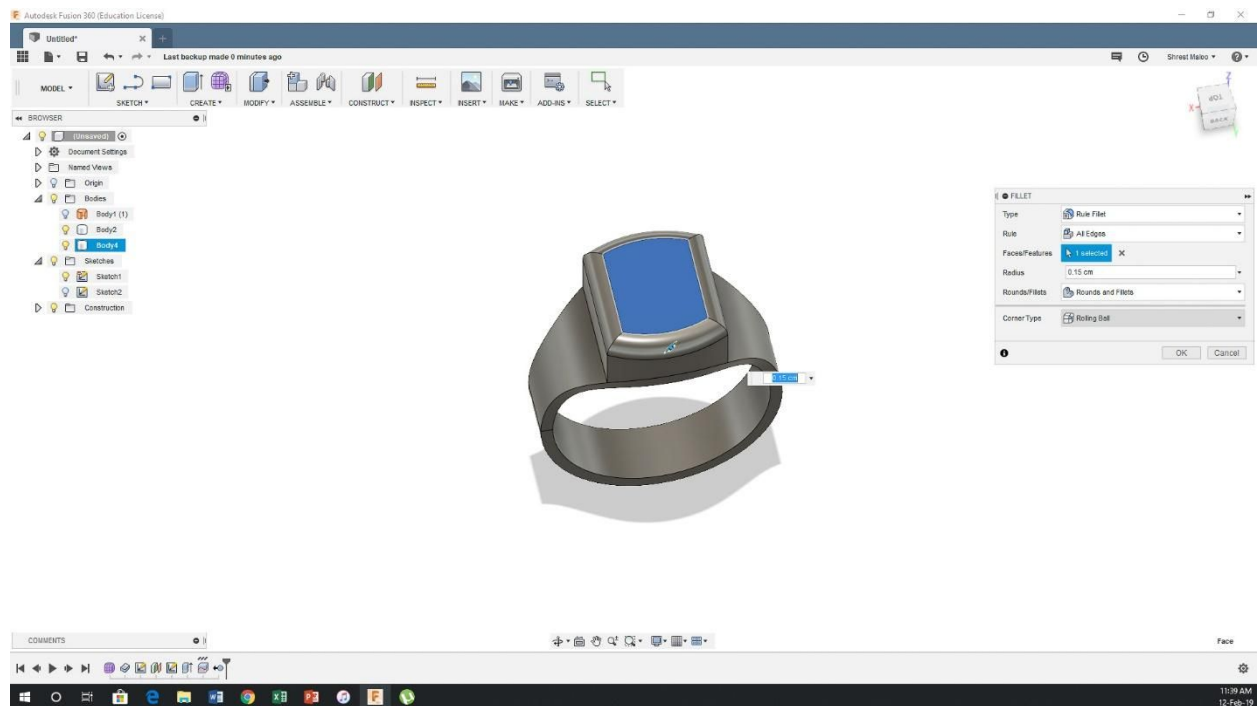 Autodesk Fusion 360 (Education License)
Untitled*
Last backup made 0 minutes ago
Shrest Maloo
MODEL
SKETCH
CREATE
MODIFY
ASSEMBLE
CONSTRUCT
INSPECT
INSERT
MAKE
ADD-INS
SELECT
TOP
BACK
X
Z
BROWSER
(Unsaved)
Document Settings
Named Views
Origin
Bodies
Body1 (1)
Body2
Body4
Sketches
Sketch1
Sketch2
Construction
FILLET
Type Rule Fillet
Rule All Edges
Faces/Features 1 selected
Radius 0.15 cm
Rounds/Fillets Rounds and Fillets
Corner Type Rolling Ball
OK Cancel
0.15 cm
COMMENTS
Face
11:39 AM
12-Feb-19